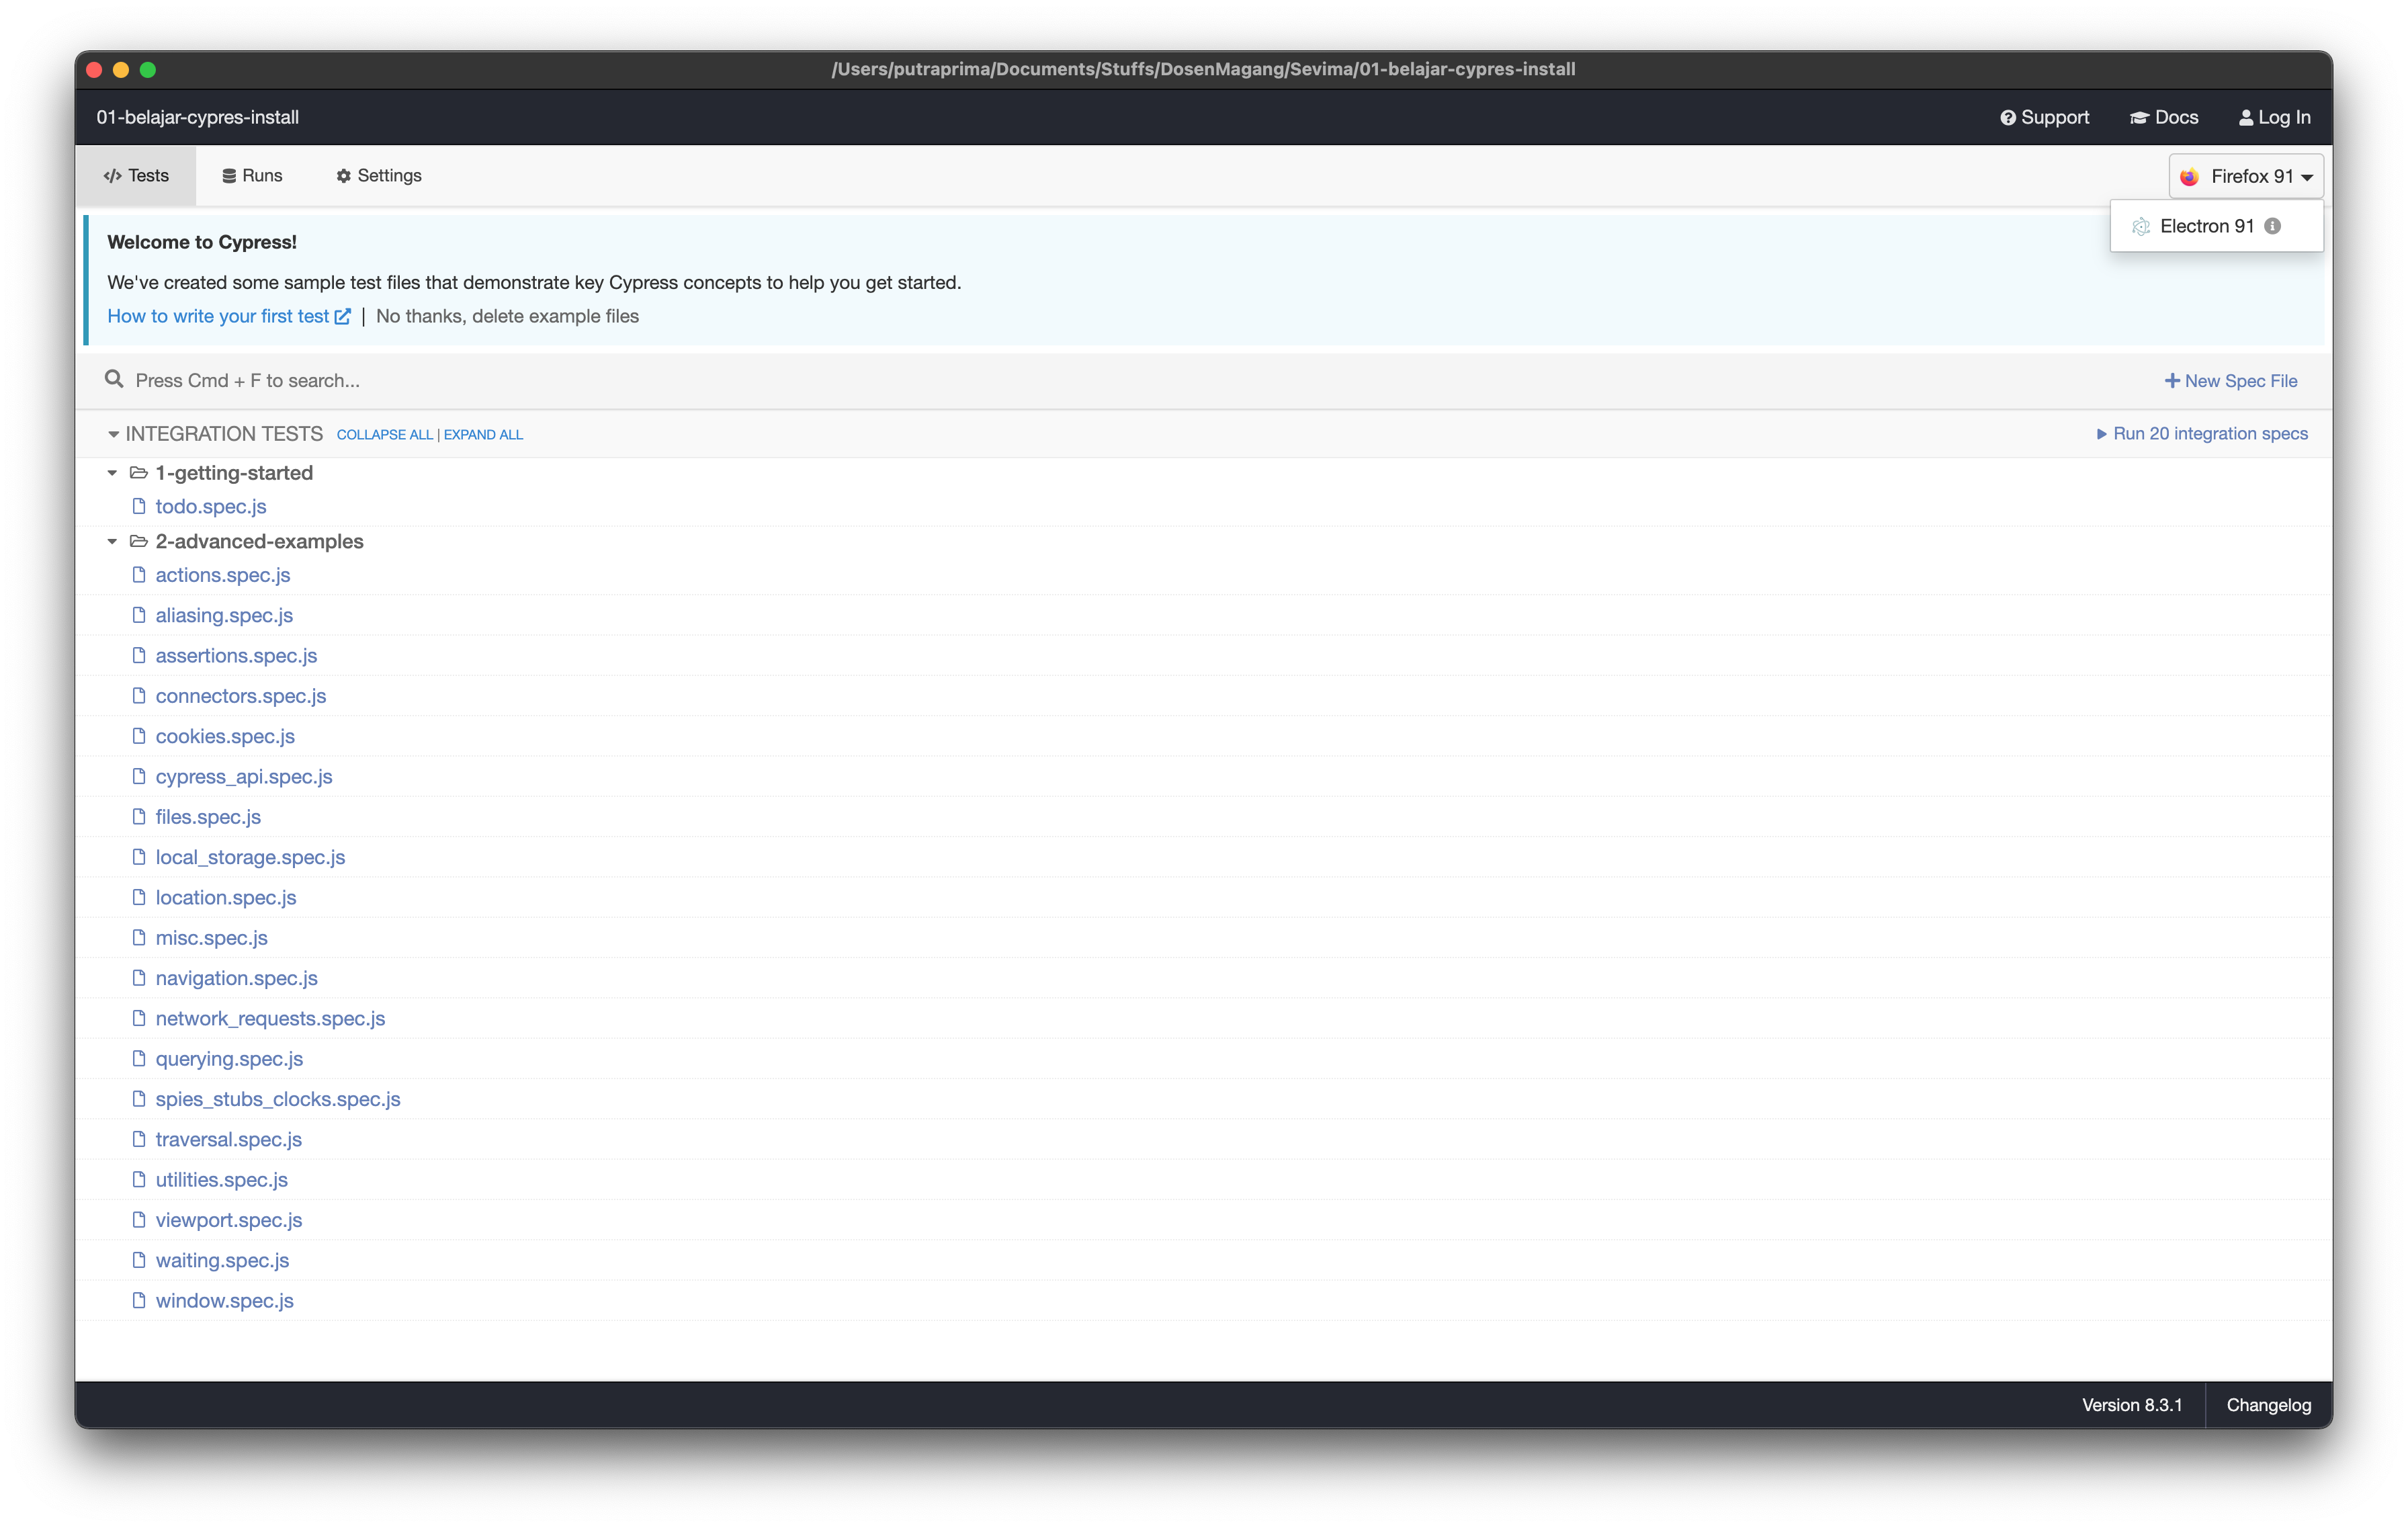 /Users/putraprima/Documents/Stuffs/DosenMagang/Sevima/01-belajar-cypres-install
01-belajar-cypres-install
Support
Docs
Log In
Tests
Runs
Settings
Firefox 91
Electron 91
Welcome to Cypress!
We've created some sample test files that demonstrate key Cypress concepts to help you get started.
How to write your first test | No thanks, delete example files
Press Cmd + F to search...
New Spec File
INTEGRATION TESTS COLLAPSE ALL | EXPAND ALL
Run 20 integration specs
1-getting-started
todo.spec.js
2-advanced-examples
actions.spec.js
aliasing.spec.js
assertions.spec.js
connectors.spec.js
cookies.spec.js
cypress_api.spec.js
files.spec.js
local_storage.spec.js
location.spec.js
misc.spec.js
navigation.spec.js
network_requests.spec.js
querying.spec.js
spies_stubs_clocks.spec.js
traversal.spec.js
utilities.spec.js
viewport.spec.js
waiting.spec.js
window.spec.js
Version 8.3.1
Changelog